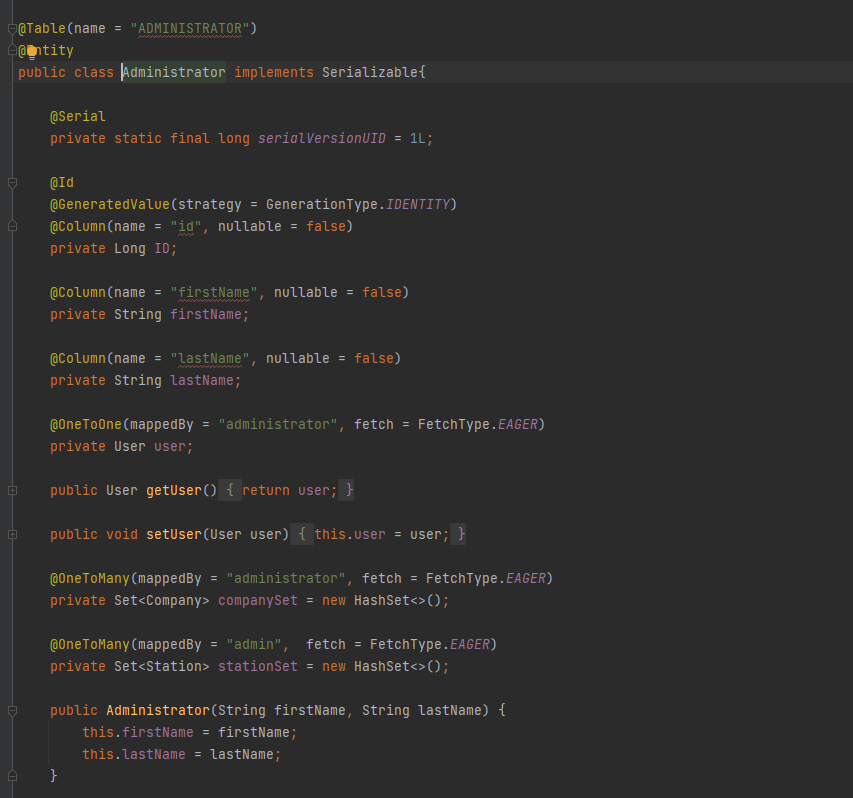 @Table(name = "ADMINISTRATOR")
@Entity
public class Administrator implements Serializable{
@Serial
private static final long serialVersionUID = 1L;
@Id
@GeneratedValue(strategy = GenerationType.IDENTITY)
@Column(name = "id", nullable = false)
private Long ID;
@Column(name = "firstName", nullable = false)
private String firstName;
@Column(name = "lastName", nullable = false)
private String lastName;
@OneToOne(mappedBy = "administrator", fetch = FetchType.EAGER)
private User user;
public User getUser() { return user; }
public void setUser(User user) { this.user = user; }
@OneToMany(mappedBy = "administrator", fetch = FetchType.EAGER)
private Set<Company> companySet = new HashSet<>();
@OneToMany(mappedBy = "admin",  fetch = FetchType.EAGER)
private Set<Station> stationSet = new HashSet<>();
public Administrator(String firstName, String lastName) {
this.firstName = firstName;
this.lastName = lastName;
}